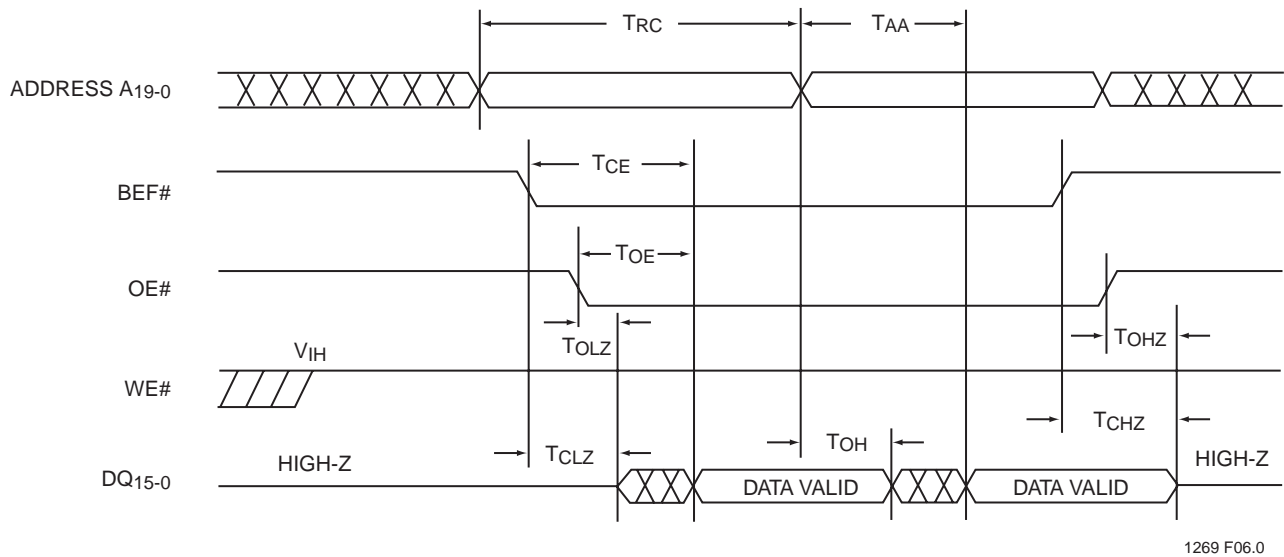 TRC TAA
ADDRESS A19-0
TCE
BEF#
TOE
OE#
TOLZ TOHZ
VIH
WE#
TCLZ TOH TCHZ
HIGH-Z HIGH-Z
DQ15-0 DATA VALID DATA VALID
1269 F06.0